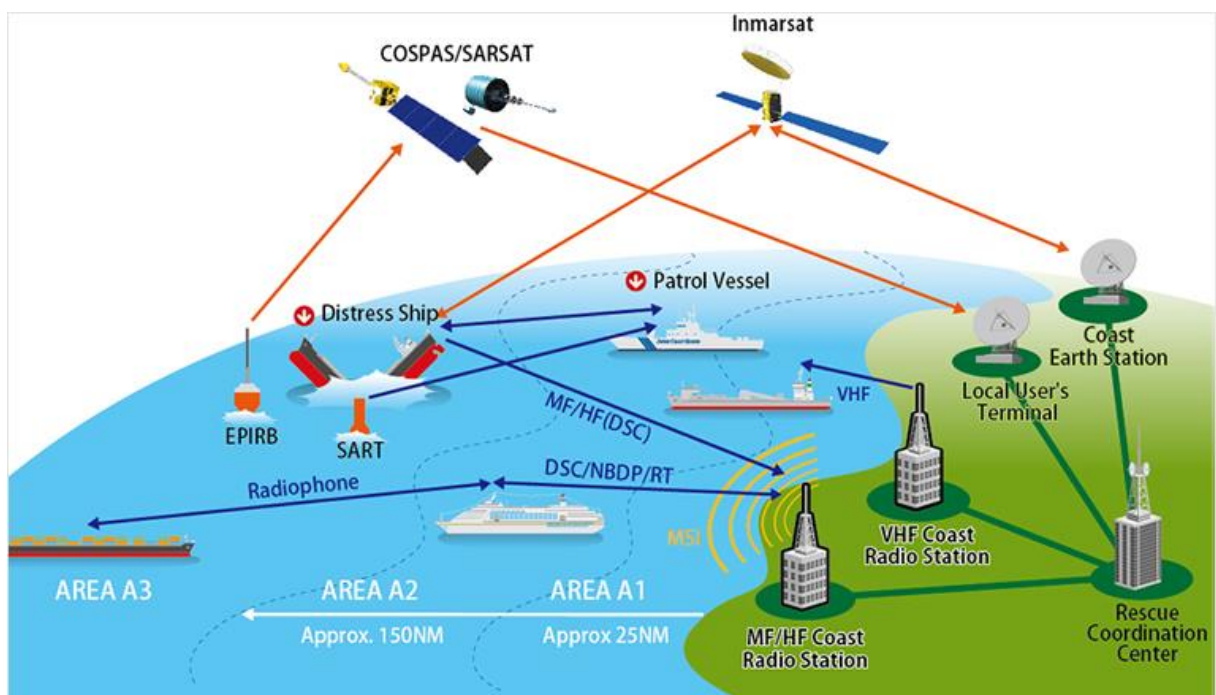 Inmarsat
COSPAS/SARSAT
Patrol Vessel
Distress Ship
Coast
Earth Station
Local User's
Terminal
VHF
MF/HF(DSC)
EPIRB
SART
DSC/NBDP/RT
Radiophone
MSI
VHF Coast
Radio Station
AREA A3
AREA A2
AREA A1
Approx. 150NM
Approx 25NM
MF/HF Coast
Radio Station
Rescue
Coordination
Center